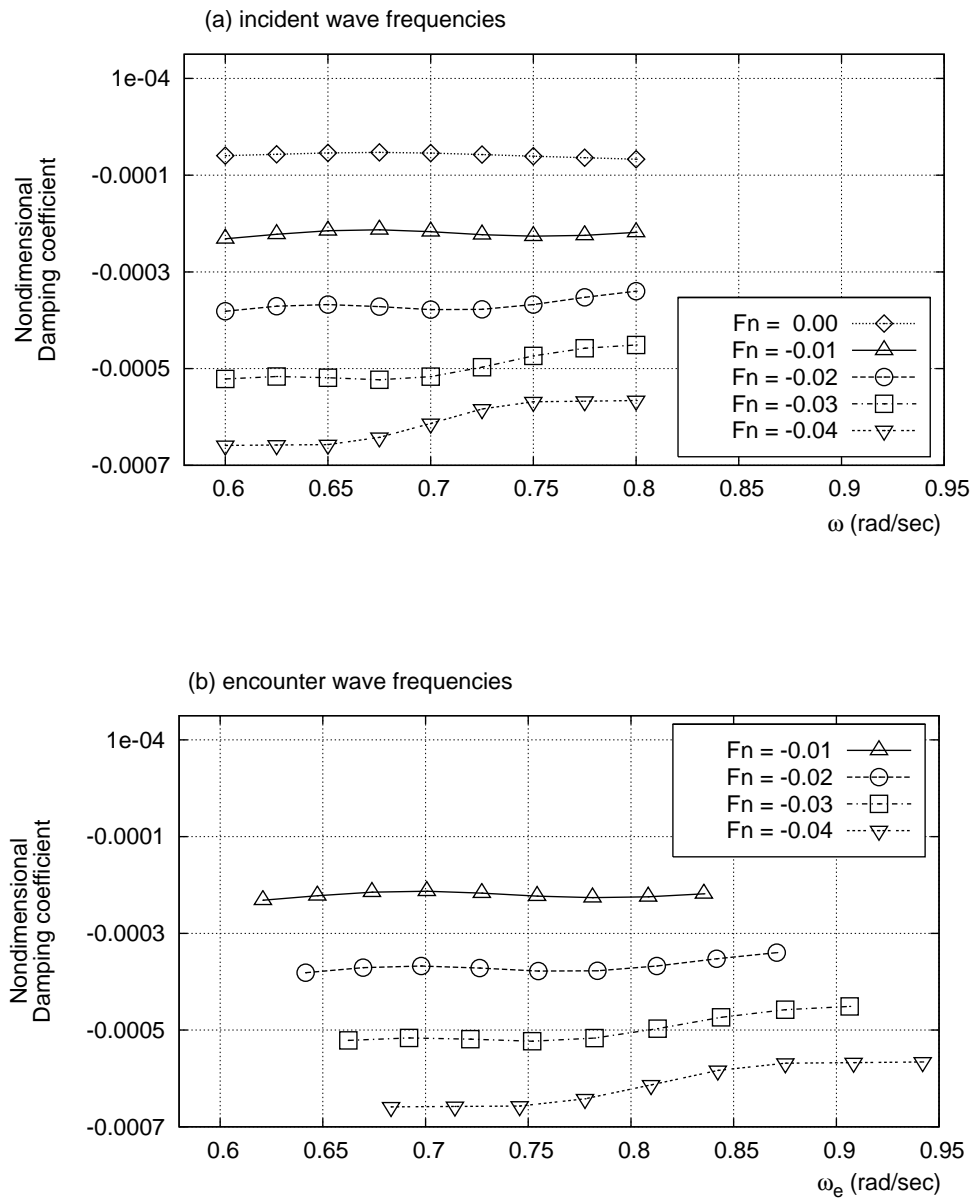 (a) incident wave frequencies
1e-04
-0.0001
-0.0003
-0.0005
-0.0007
Nondimensional
Damping coefficient
Fn = 0.00
Fn = -0.01
Fn = -0.02
Fn = -0.03
Fn = -0.04
0.6 0.65 0.7 0.75 0.8 0.85 0.9 0.95
ω (rad/sec)
(b) encounter wave frequencies
1e-04
-0.0001
-0.0003
-0.0005
-0.0007
Nondimensional
Damping coefficient
Fn = -0.01
Fn = -0.02
Fn = -0.03
Fn = -0.04
0.6 0.65 0.7 0.75 0.8 0.85 0.9 0.95
ωe (rad/sec)